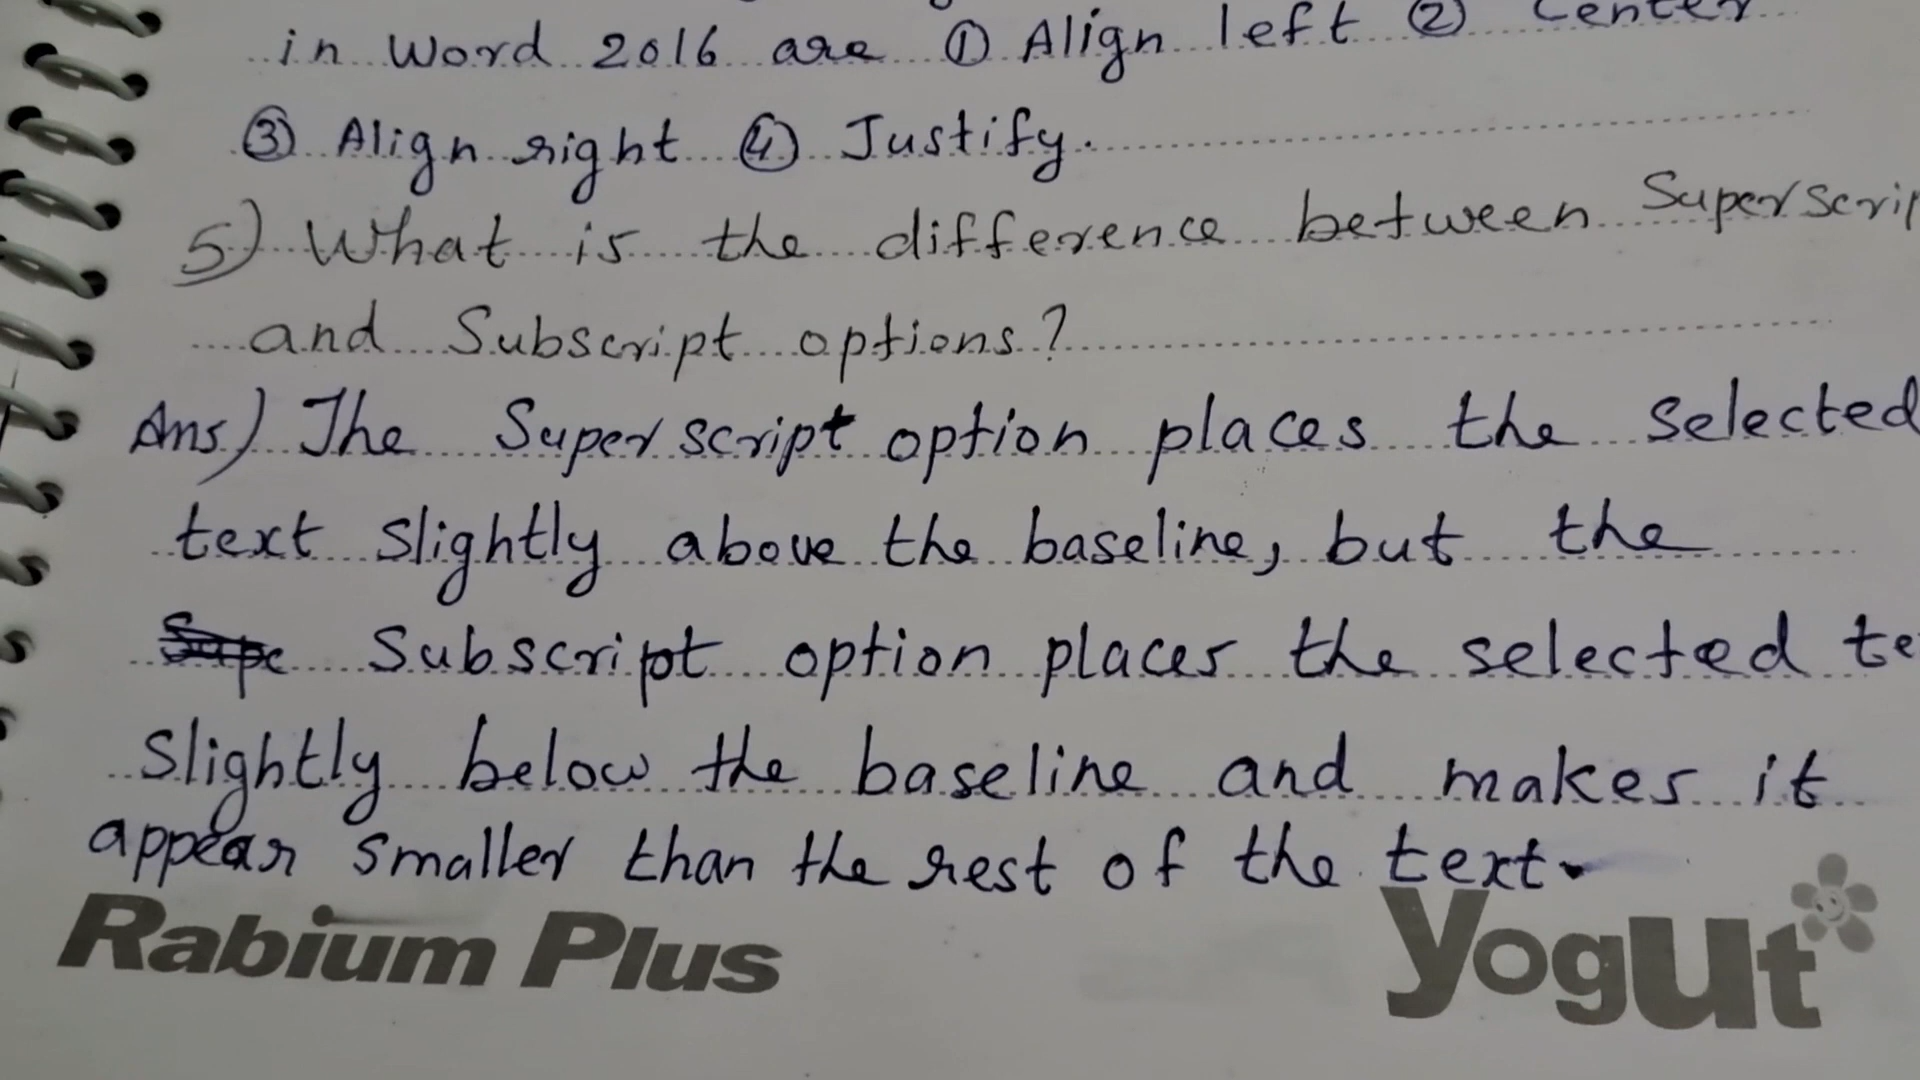 in Word 2016 are ① Align left ② Center
③ Align right ④ Justify.
5) What is the difference between Superscrip
and Subscript options?
Ans) The Superscript option places the selected
text slightly above the baseline, but the
Subscript option places the selected te
slightly below the baseline and makes it
appear smaller than the rest of the text.
Rabium Plus
Yogut